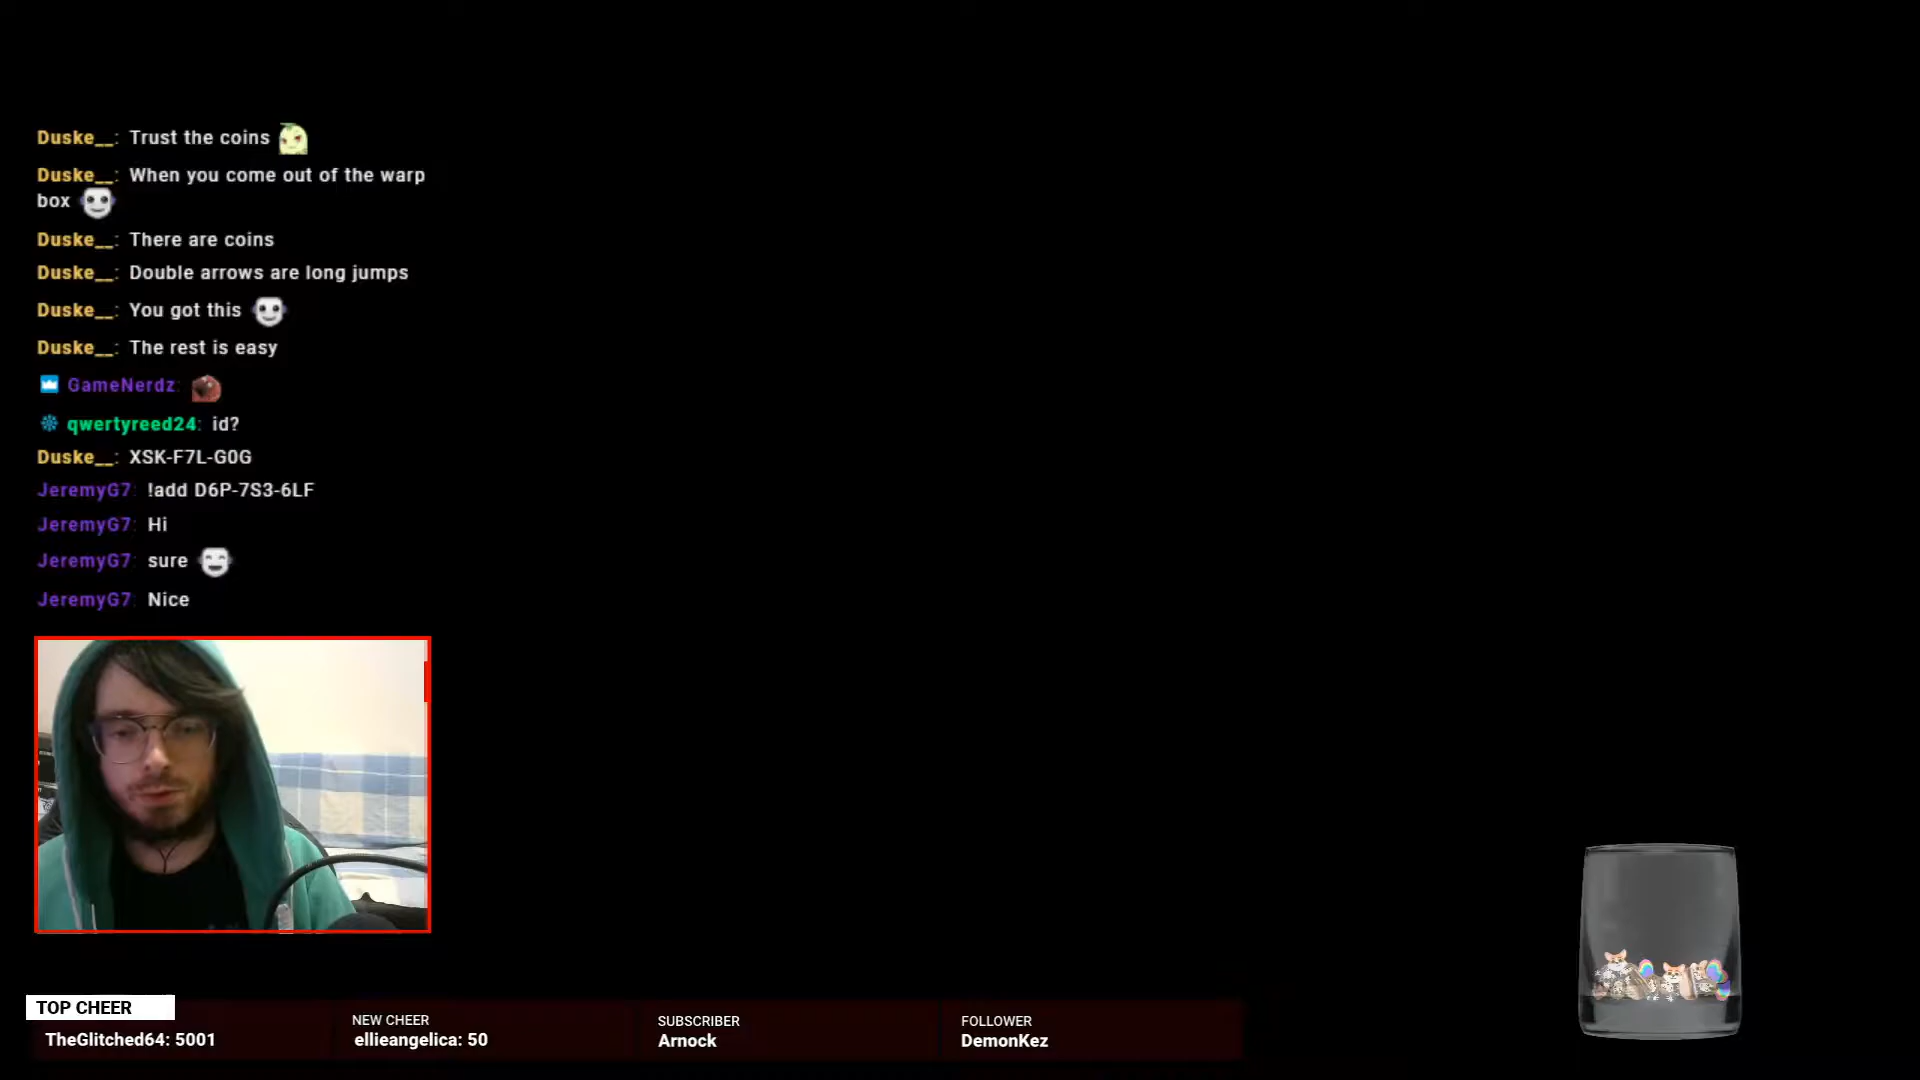 Duske__: Trust the coins
Duske__: When you come out of the warp
box
Duske__: There are coins
Duske__: Double arrows are long jumps
Duske__: You got this
Duske__: The rest is easy
GameNerdz:
qwertyreed24: id?
Duske__: XSK-F7L-G0G
JeremyG7: !add D6P-7S3-6LF
JeremyG7: Hi
JeremyG7: sure
JeremyG7: Nice
TOP CHEER
TheGlitched64: 5001
NEW CHEER
ellieangelica: 50
SUBSCRIBER
Arnock
FOLLOWER
DemonKez